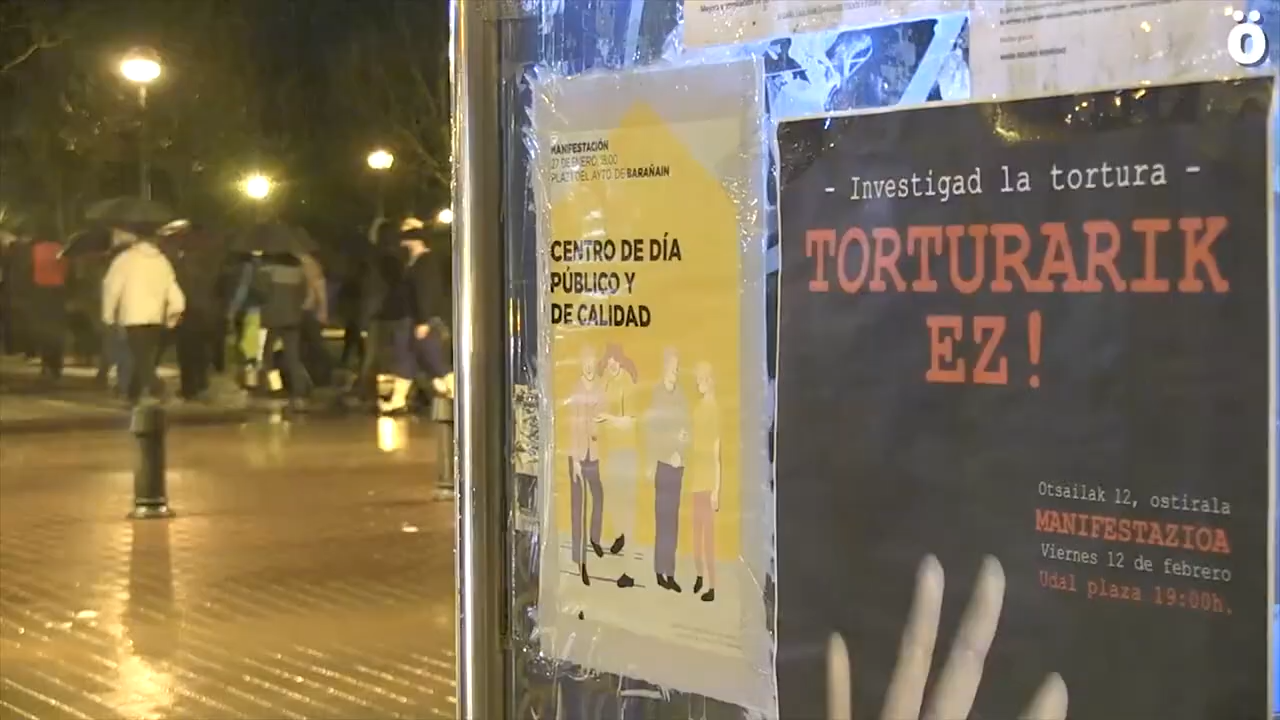 ö
MANIFESTACIÓN
27 DE ENERO, 18:00
PLAZA DEL AYTO DE BARAÑAIN
CENTRO DE DÍA
PÚBLICO Y
DE CALIDAD
- Investigad la tortura -
TORTURARIK
EZ!
Otsailak 12, ostirala
MANIFESTAZIOA
Viernes 12 de febrero
Udal plaza 19:00h.